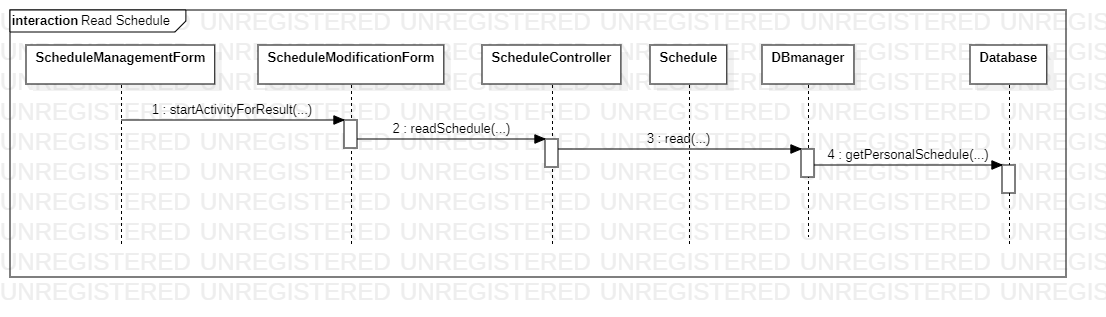 interaction Read Schedule
ScheduleManagementForm
ScheduleModificationForm
ScheduleController
Schedule
DBmanager
Database
1 : startActivityForResult(...)
2 : readSchedule(...)
3 : read(...)
4 : getPersonalSchedule(...)
UNREGISTERED UNREGISTERED UNREGISTERED UNREGISTERED UNREGISTERED UNREGIS